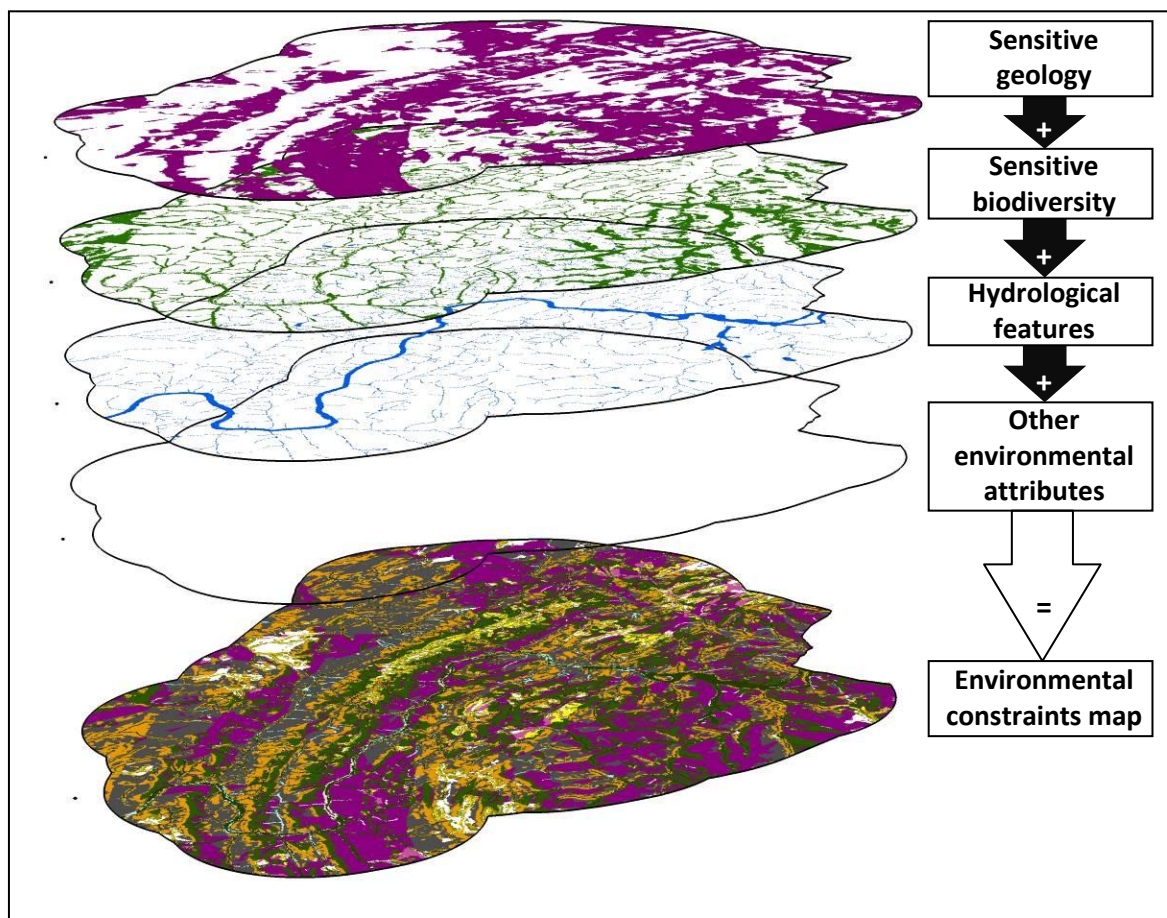 Sensitive
geology
+
Sensitive
biodiversity
+
Hydrological
features
+
Other
environmental
attributes
=
Environmental
constraints map